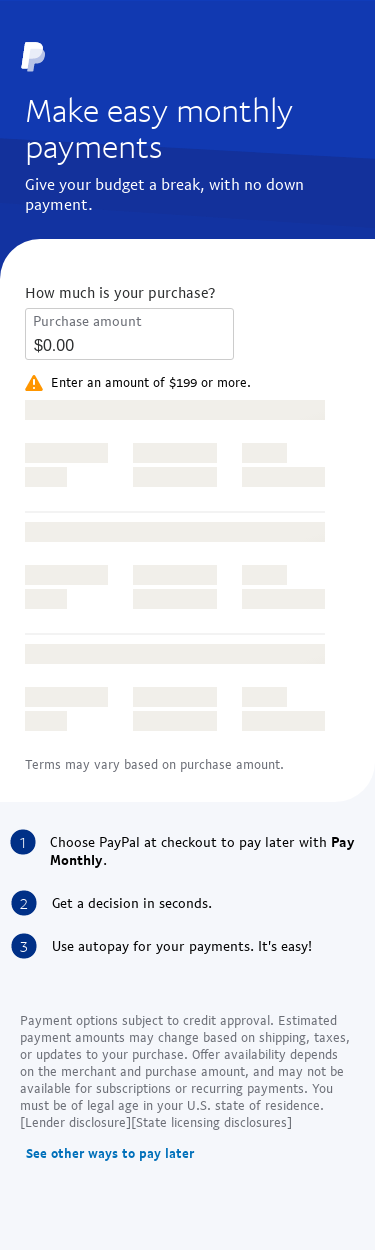 Make easy monthly
payments
Give your budget a break, with no down
payment.
How much is your purchase?
Purchase amount
$0.00
Enter an amount of $199 or more.
Terms may vary based on purchase amount.
1 Choose PayPal at checkout to pay later with Pay
Monthly.
2 Get a decision in seconds.
3 Use autopay for your payments. It's easy!
Payment options subject to credit approval. Estimated
payment amounts may change based on shipping, taxes,
or updates to your purchase. Offer availability depends
on the merchant and purchase amount, and may not be
available for subscriptions or recurring payments. You
must be of legal age in your U.S. state of residence.
[Lender disclosure][State licensing disclosures]
See other ways to pay later